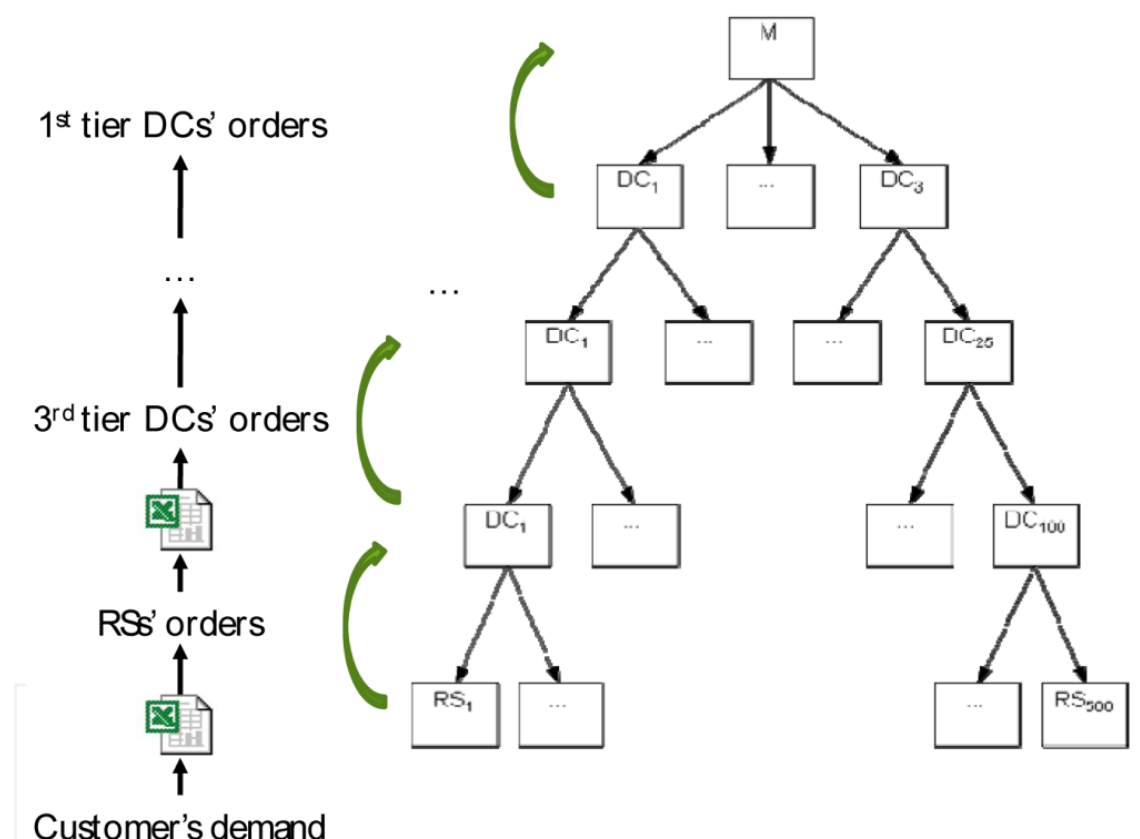 M
1st tier DCs' orders
DC1 ... DC3
...
...
DC1 ... ... DC25
3rd tier DCs' orders
DC1 ... ... DC100
RSs' orders
RS1 ... ... RS500
Customer's demand